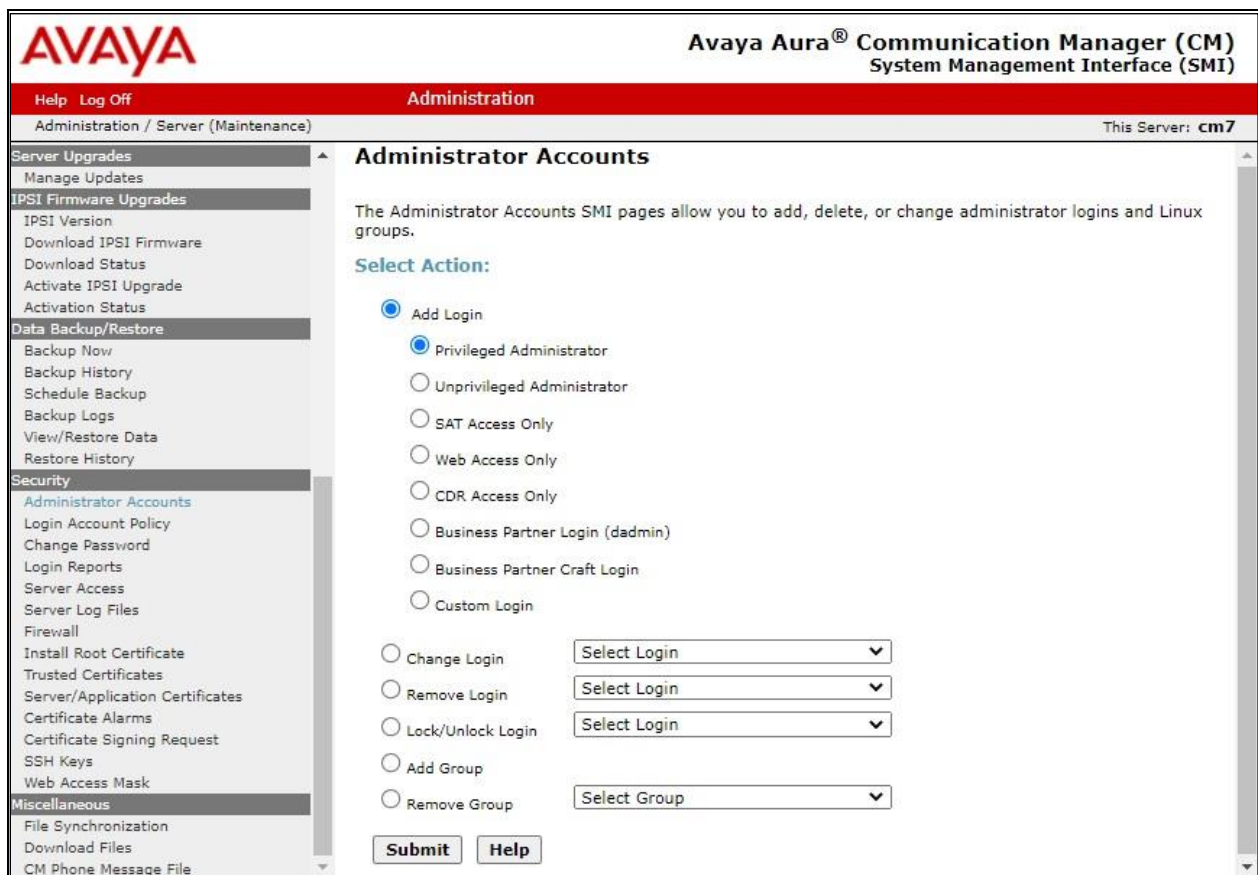 AVAYA
Avaya Aura® Communication Manager (CM)
System Management Interface (SMI)
Help Log Off
Administration
Administration / Server (Maintenance)
This Server: cm7
Server Upgrades
Manage Updates
IPSI Firmware Upgrades
IPSI Version
Download IPSI Firmware
Download Status
Activate IPSI Upgrade
Activation Status
Data Backup/Restore
Backup Now
Backup History
Schedule Backup
Backup Logs
View/Restore Data
Restore History
Security
Administrator Accounts
Login Account Policy
Change Password
Login Reports
Server Access
Server Log Files
Firewall
Install Root Certificate
Trusted Certificates
Server/Application Certificates
Certificate Alarms
Certificate Signing Request
SSH Keys
Web Access Mask
Miscellaneous
File Synchronization
Download Files
CM Phone Message File
Administrator Accounts
The Administrator Accounts SMI pages allow you to add, delete, or change administrator logins and Linux
groups.
Select Action:
Add Login
Privileged Administrator
Unprivileged Administrator
SAT Access Only
Web Access Only
CDR Access Only
Business Partner Login (dadmin)
Business Partner Craft Login
Custom Login
Change Login Select Login
Remove Login Select Login
Lock/Unlock Login Select Login
Add Group
Remove Group Select Group
Submit Help